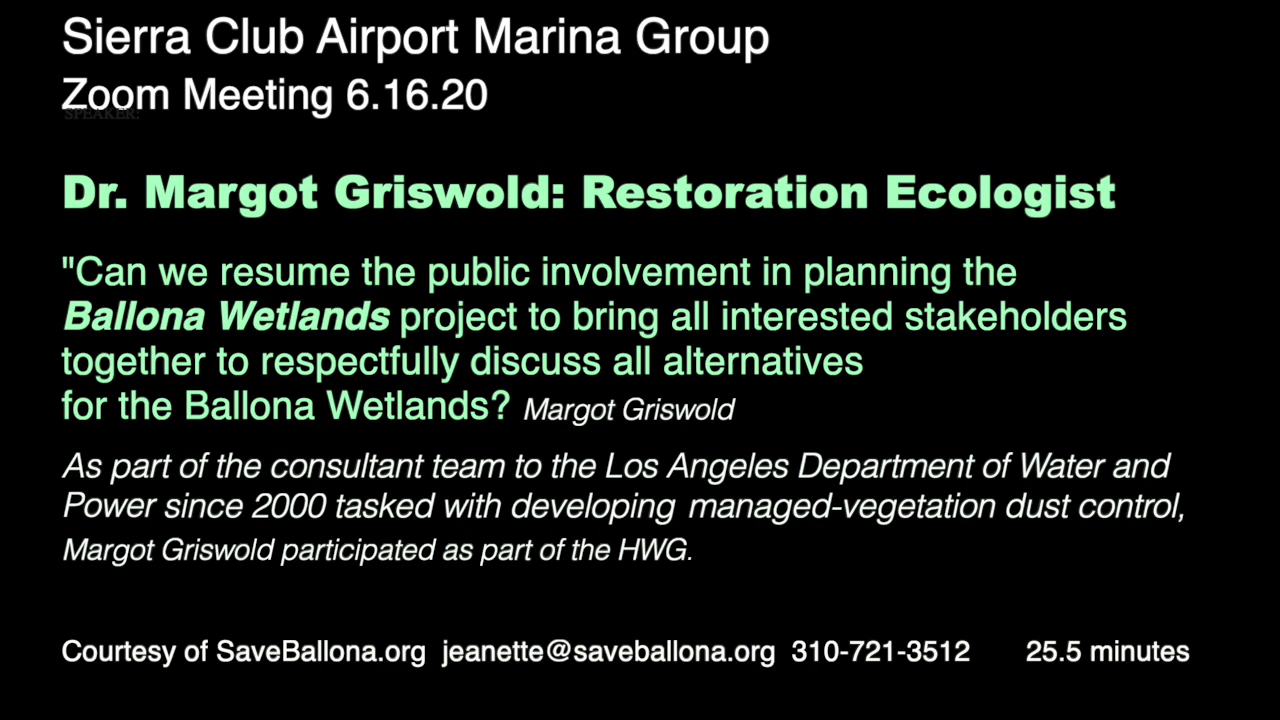 Sierra Club Airport Marina Group
Zoom Meeting 6.16.20
SPEAKER:
Dr. Margot Griswold: Restoration Ecologist
"Can we resume the public involvement in planning the
Ballona Wetlands project to bring all interested stakeholders
together to respectfully discuss all alternatives
for the Ballona Wetlands? Margot Griswold
As part of the consultant team to the Los Angeles Department of Water and
Power since 2000 tasked with developing managed-vegetation dust control,
Margot Griswold participated as part of the HWG.
Courtesy of SaveBallona.org jeanette@saveballona.org 310-721-3512 25.5 minutes